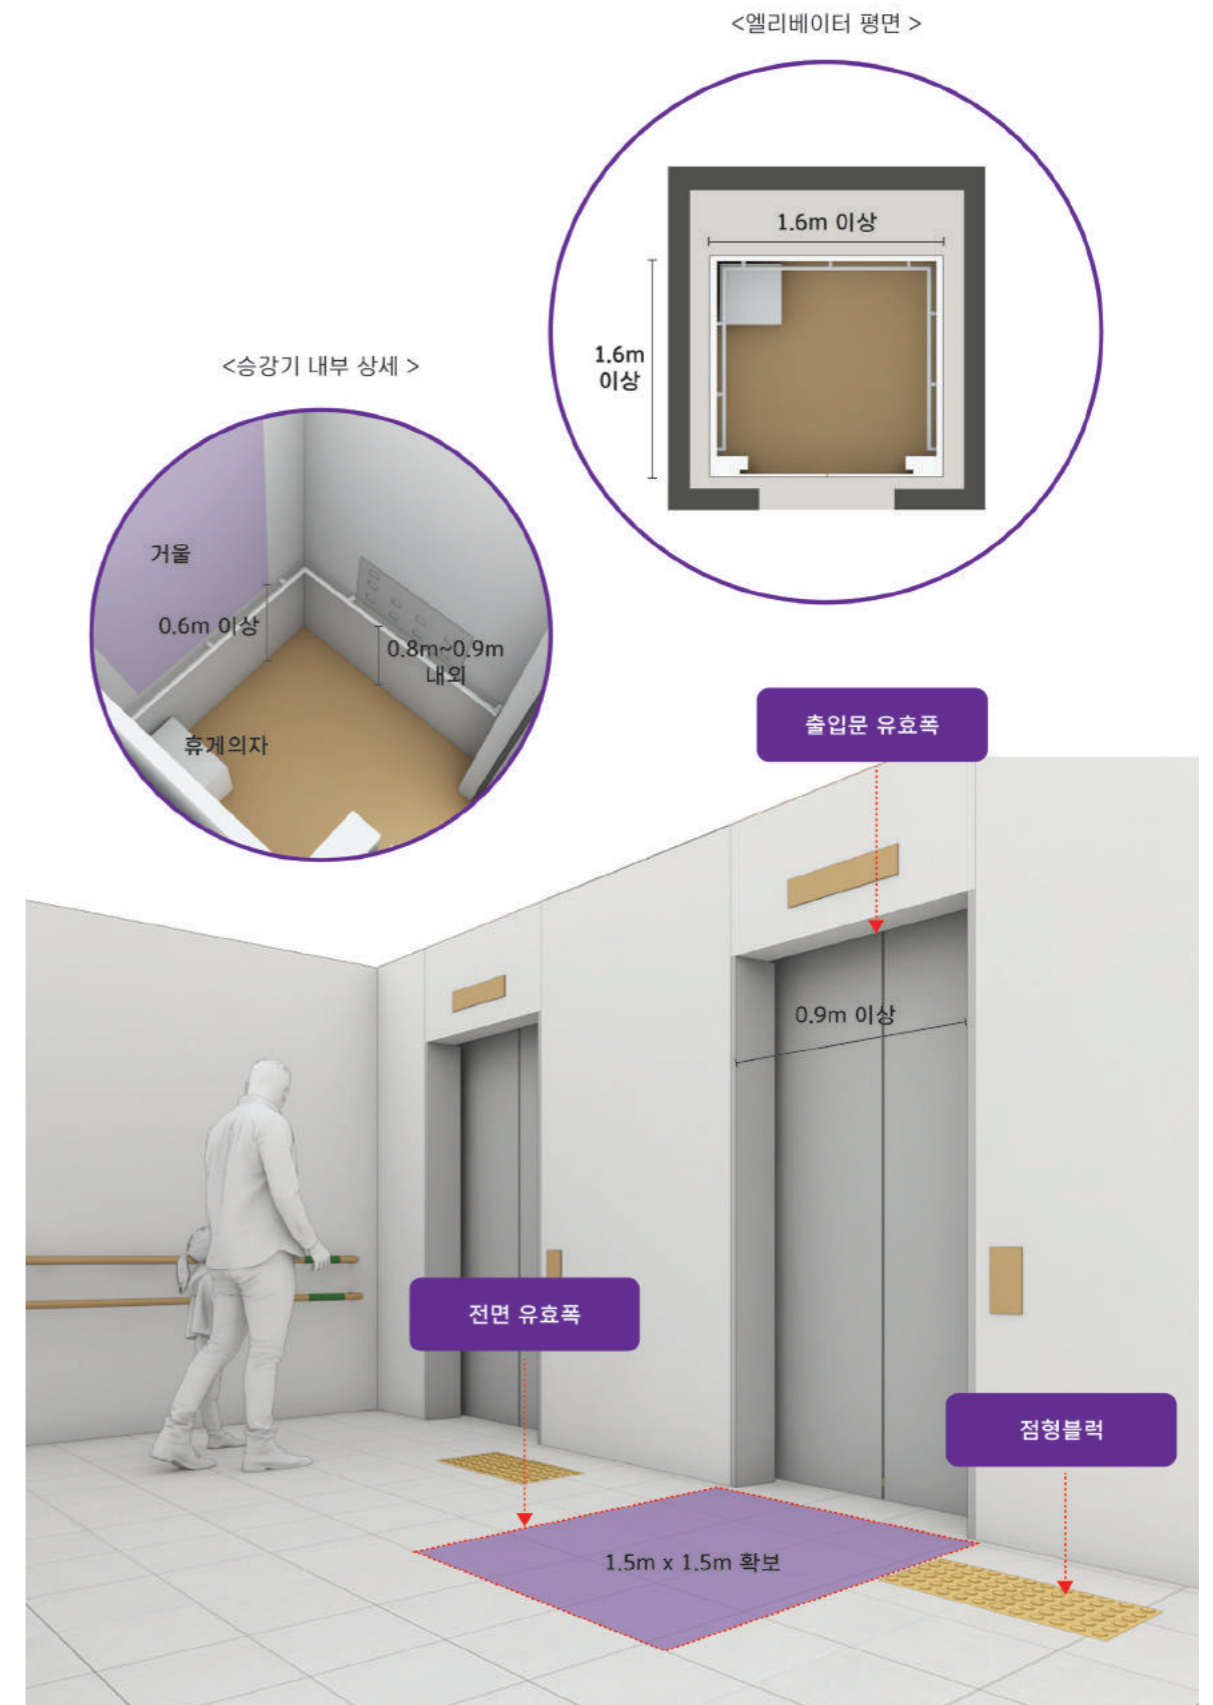 <엘리베이터 평면 >
1.6m 이상
1.6m
이상
<승강기 내부 상세 >
거울
0.6m 이상
0.8m~0.9m
내외
휴게의자
출입문 유효폭
0.9m 이상
전면 유효폭
점형블럭
1.5m x 1.5m 확보